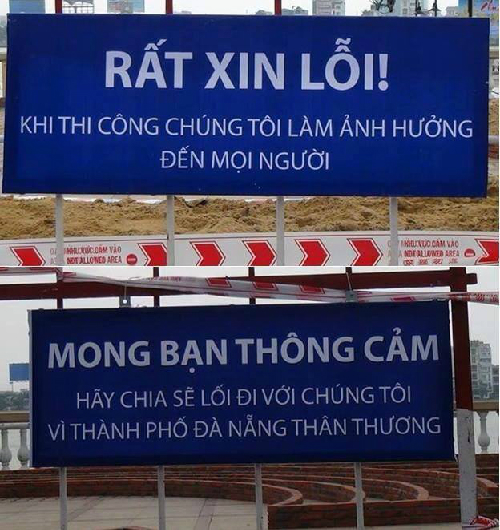 RẤT XIN LỖI!
KHI THI CÔNG CHÚNG TÔI LÀM ẢNH HƯỞNG
ĐẾN MỌI NGƯỜI
MONG BẠN THÔNG CẢM
HÃY CHIA SẼ LỐI ĐI VỚI CHÚNG TÔI
VÌ THÀNH PHỐ ĐÀ NẴNG THÂN THƯƠNG